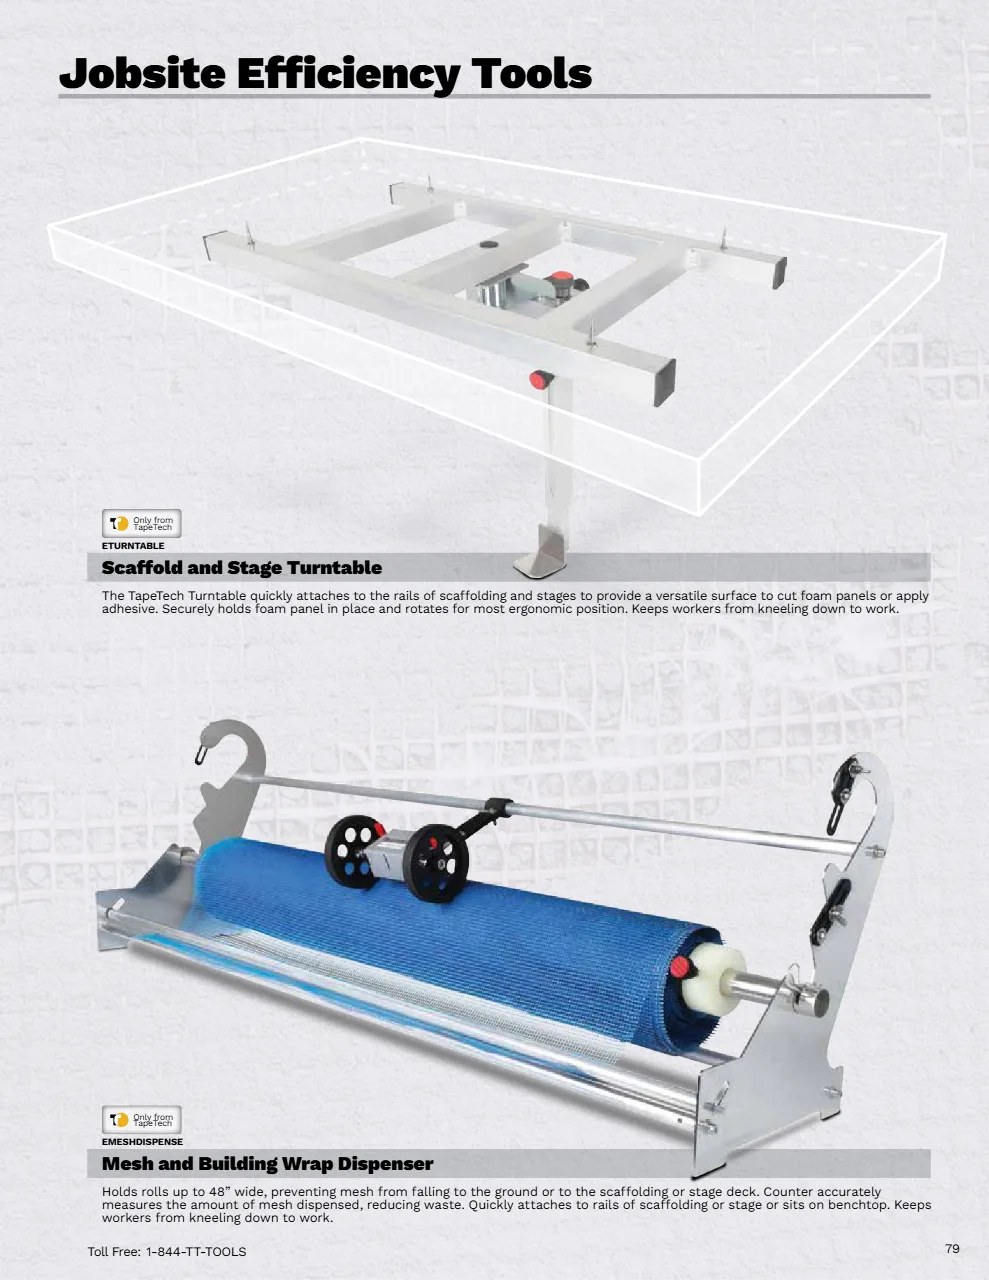 Jobsite Efficiency Tools
Only from
TapeTech
ETURNTABLE
Scaffold and Stage Turntable
The TapeTech Turntable quickly attaches to the rails of scaffolding and stages to provide a versatile surface to cut foam panels or apply
adhesive. Securely holds foam panel in place and rotates for most ergonomic position. Keeps workers from kneeling down to work.
Only from
TapeTech
EMESHDISPENSE
Mesh and Building Wrap Dispenser
Holds rolls up to 48” wide, preventing mesh from falling to the ground or to the scaffolding or stage deck. Counter accurately
measures the amount of mesh dispensed, reducing waste. Quickly attaches to rails of scaffolding or stage or sits on benchtop. Keeps
workers from kneeling down to work.
Toll Free: 1-844-TT-TOOLS
79